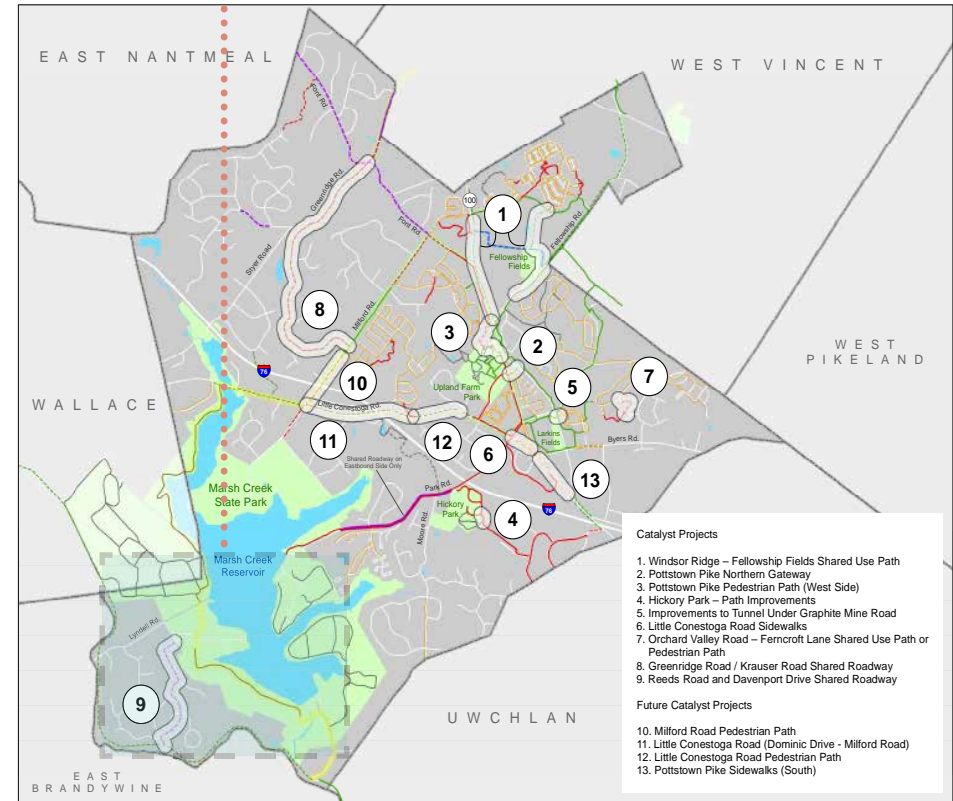 EAST NANTMEAL
WEST VINCENT
Font Rd.
Greenridge Rd.
100
1
Font Rd.
Fellowship Rd.
Styer Road
Fellowship
Fields
8
Milford Rd.
3
2
WEST
PIKELAND
76
10
Upland Farm
Park
5
7
WALLACE
Little Conestoga Rd.
11
12
Larkins
Fields
Byers Rd.
6
Shared Roadway on
Eastbound Side Only
13
Park Rd.
Marsh Creek
State Park
Hickory
Park
4
76
Moore Rd.
Marsh Creek
Reservoir
Lyndell Rd.
9
UWCHLAN
EAST
BRANDYWINE
Catalyst Projects
1. Windsor Ridge – Fellowship Fields Shared Use Path
2. Pottstown Pike Northern Gateway
3. Pottstown Pike Pedestrian Path (West Side)
4. Hickory Park – Path Improvements
5. Improvements to Tunnel Under Graphite Mine Road
6. Little Conestoga Road Sidewalks
7. Orchard Valley Road – Ferncroft Lane Shared Use Path or
Pedestrian Path
8. Greenridge Road / Krauser Road Shared Roadway
9. Reeds Road and Davenport Drive Shared Roadway
Future Catalyst Projects
10. Milford Road Pedestrian Path
11. Little Conestoga Road (Dominic Drive - Milford Road)
12. Little Conestoga Road Pedestrian Path
13. Pottstown Pike Sidewalks (South)